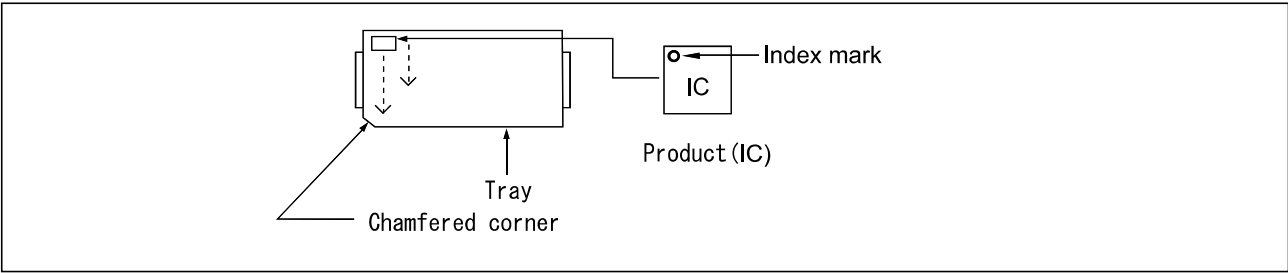 Index mark
IC
Product(IC)
Tray
Chamfered corner